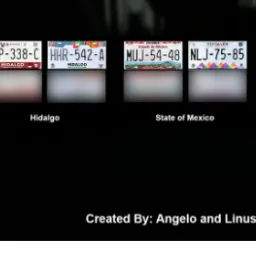 P-338-C HHR-542-A MUJ-54-48 NLJ-75-85
HIDALGO HIDALGO
Hidalgo State of Mexico
Created By: Angelo and Linus